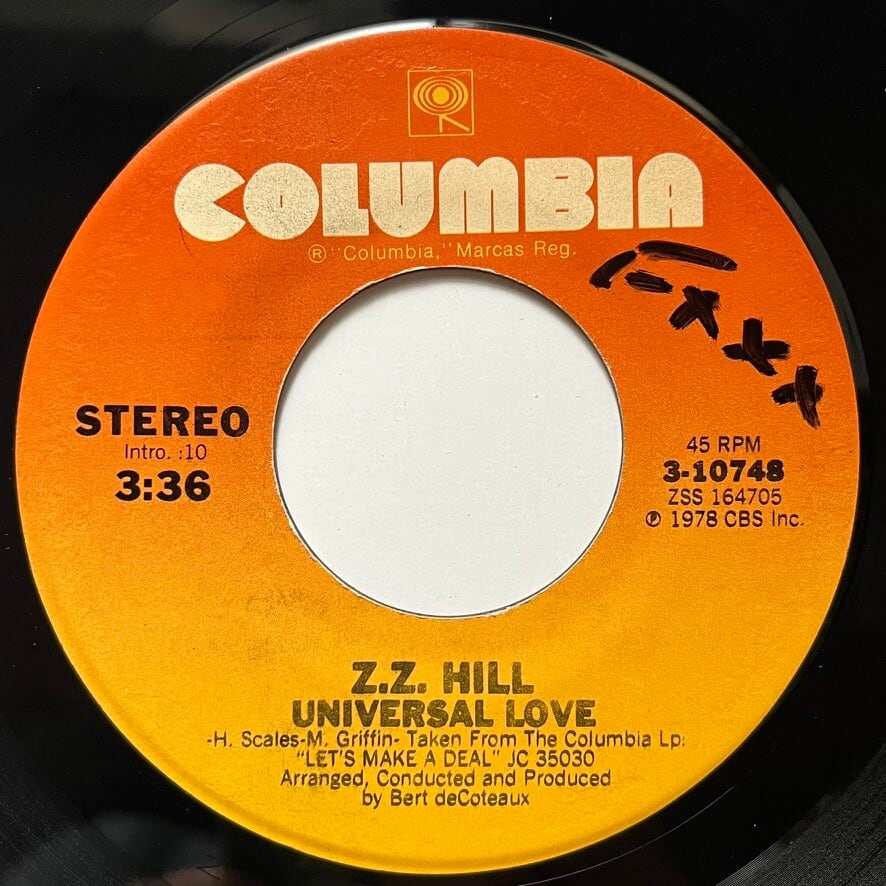 COLUMBIA
® "Columbia," Marcas Reg.
STEREO
Intro. :10
3:36
45 RPM
3-10748
ZSS 164705
℗ 1978 CBS Inc.
Z.Z. HILL
UNIVERSAL LOVE
-H. Scales-M. Griffin- Taken From The Columbia Lp:
"LET'S MAKE A DEAL" JC 35030
Arranged, Conducted and Produced
by Bert deCoteaux